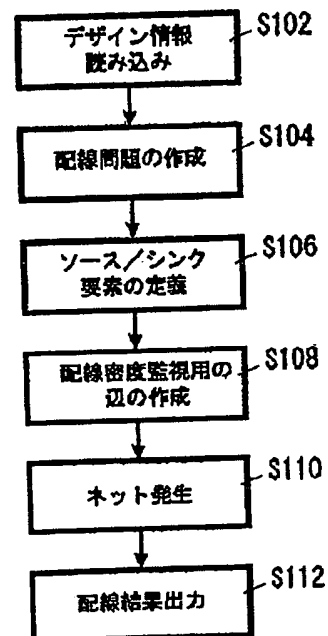 デザイン情報
読み込み
S102
配線問題の作成
S104
ソース／シンク
要素の定義
S106
配線密度監視用の
辺の作成
S108
ネット発生
S110
配線結果出力
S112